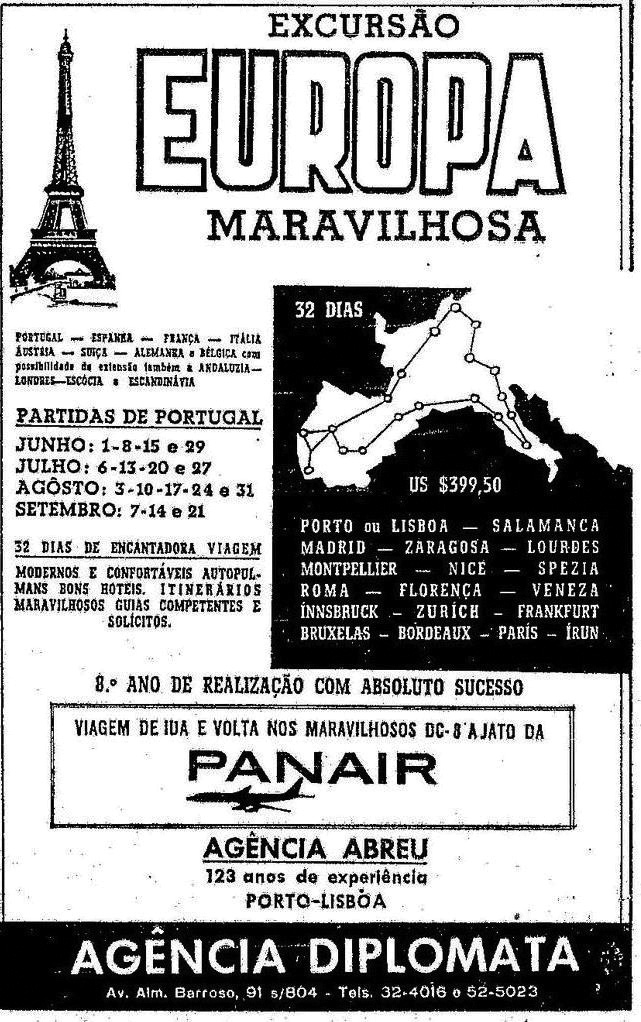 EXCURSÃO
EUROPA
MARAVILHOSA
PORTUGAL — ESPANHA — FRANÇA — ITÁLIA
ÁUSTRIA — SUIÇA — ALEMANHA e BÉLGICA com
possibilidade de extensão também à ANDALUZIA—
LONDRES—ESCÓCIA e ESCANDINÁVIA
PARTIDAS DE PORTUGAL
JUNHO: 1-8-15 e 29
JULHO: 6-13-20 e 27
AGÔSTO: 3-10-17-24 e 31
SETEMBRO: 7-14 e 21
32 DIAS DE ENCANTADORA VIAGEM
MODERNOS E CONFORTÁVEIS AUTOPUL-
MANS BONS HOTEIS. ITINERÁRIOS
MARAVILHOSOS GUIAS COMPETENTES E
SOLÍCITOS.
32 DIAS
US $399,50
PORTO ou LISBOA — SALAMANCA
MADRID — ZARAGOSA — LOURDES
MONTPELLIER — NICE — SPEZIA
ROMA — FLORENÇA — VENEZA
INNSBRUCK — ZURICH — FRANKFURT
BRUXELAS — BORDEAUX — PARÍS — IRUN
8.º ANO DE REALIZAÇÃO COM ABSOLUTO SUCESSO
VIAGEM DE IDA E VOLTA NOS MARAVILHOSOS DC-8 A JATO DA
PANAIR
AGÊNCIA ABREU
123 anos de experiência
PORTO-LISBÔA
AGÊNCIA DIPLOMATA
Av. Alm. Barroso, 91 s/804 - Tels. 32-4016 e 52-5023